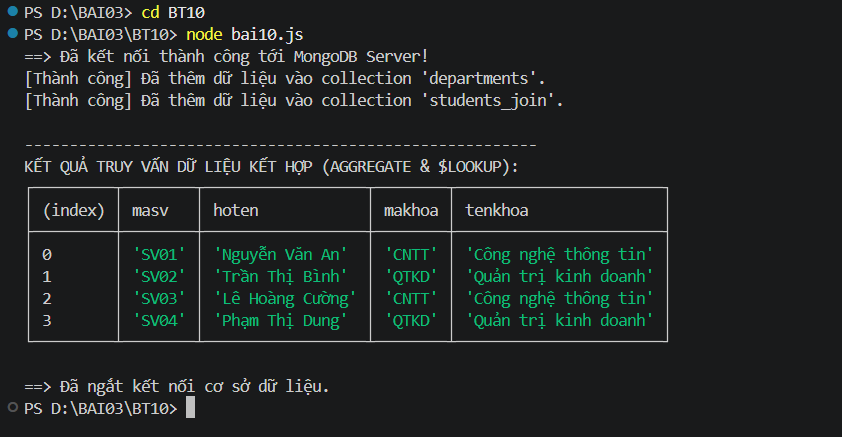 PS D:\BAI03> cd BT10
PS D:\BAI03\BT10> node bai10.js
==> Đã kết nối thành công tới MongoDB Server!
[Thành công] Đã thêm dữ liệu vào collection 'departments'.
[Thành công] Đã thêm dữ liệu vào collection 'students_join'.
---------------------------------------------------------
KẾT QUẢ TRUY VẤN DỮ LIỆU KẾT HỢP (AGGREGATE & $LOOKUP):
(index) masv hoten makhoa tenkhoa
0 'SV01' 'Nguyễn Văn An' 'CNTT' 'Công nghệ thông tin'
1 'SV02' 'Trần Thị Bình' 'QTKD' 'Quản trị kinh doanh'
2 'SV03' 'Lê Hoàng Cường' 'CNTT' 'Công nghệ thông tin'
3 'SV04' 'Phạm Thị Dung' 'QTKD' 'Quản trị kinh doanh'
==> Đã ngắt kết nối cơ sở dữ liệu.
PS D:\BAI03\BT10>